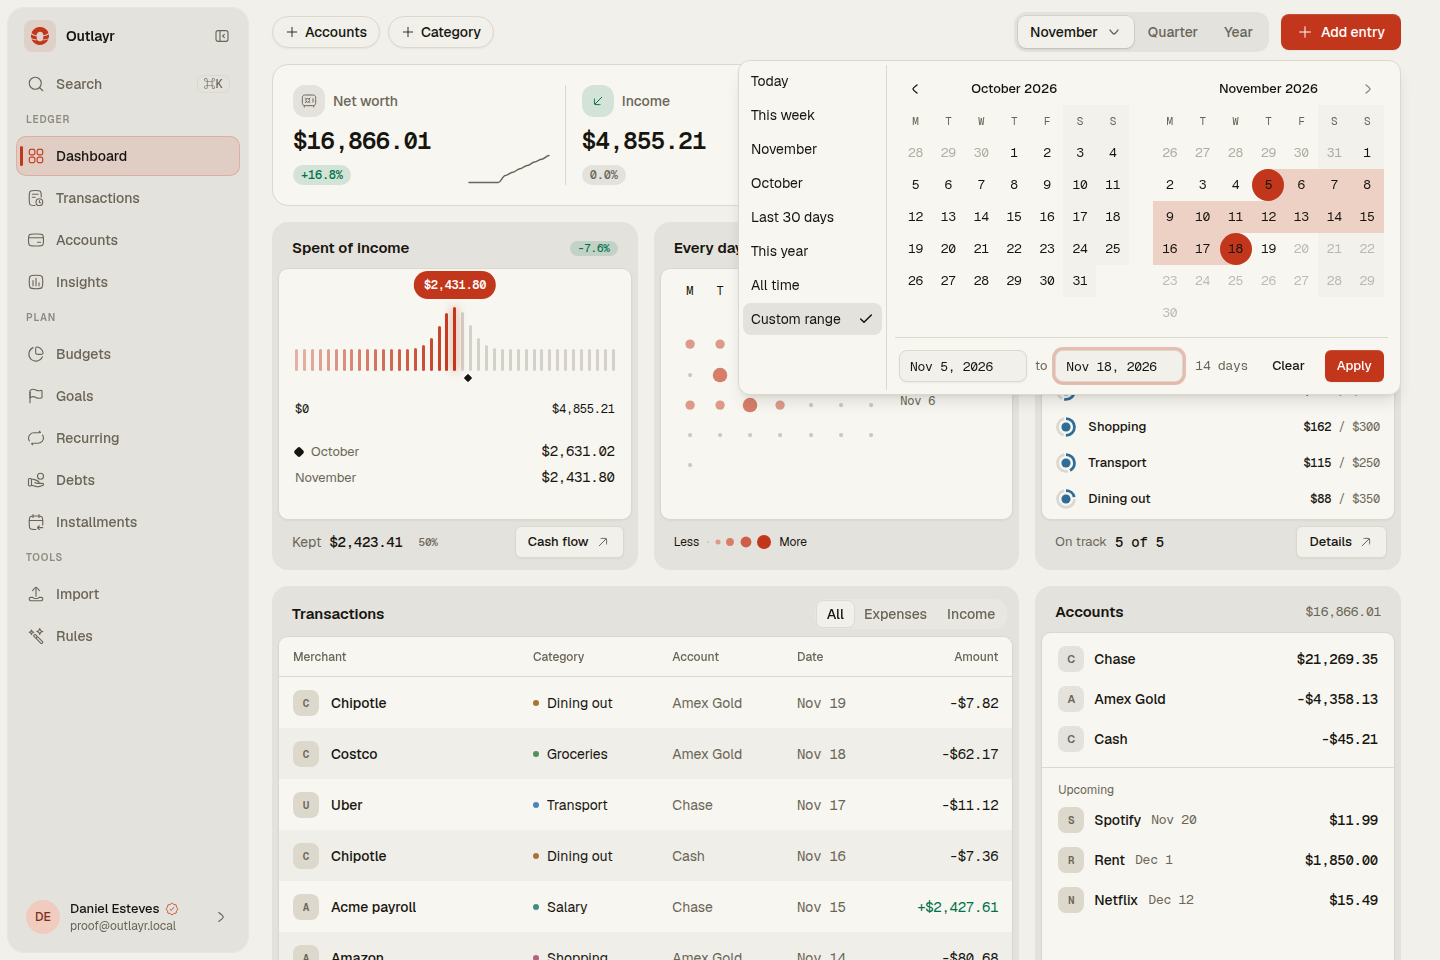 Outlayr
Search ⌘K
LEDGER
Dashboard
Transactions
Accounts
Insights
PLAN
Budgets
Goals
Recurring
Debts
Installments
TOOLS
Import
Rules
DE Daniel Esteves
proof@outlayr.local
+ Accounts + Category
November Quarter Year + Add entry
Net worth
$16,866.01
+16.8%
Income
$4,855.21
0.0%
Today
This week
November
October
Last 30 days
This year
All time
Custom range
October 2026
M T W T F S S
28 29 30 1 2 3 4
5 6 7 8 9 10 11
12 13 14 15 16 17 18
19 20 21 22 23 24 25
26 27 28 29 30 31
November 2026
M T W T F S S
26 27 28 29 30 31 1
2 3 4 5 6 7 8
9 10 11 12 13 14 15
16 17 18 19 20 21 22
23 24 25 26 27 28 29
30
Nov 5, 2026 to Nov 18, 2026 14 days Clear Apply
Spent of income -7.6%
$2,431.80
$0 $4,855.21
October $2,631.02
November $2,431.80
Kept $2,423.41 50% Cash flow
Every day
M T
Nov 6
Less More
Shopping $162 / $300
Transport $115 / $250
Dining out $88 / $350
On track 5 of 5 Details
Transactions All Expenses Income
Merchant Category Account Date Amount
C Chipotle Dining out Amex Gold Nov 19 -$7.82
C Costco Groceries Amex Gold Nov 18 -$62.17
U Uber Transport Chase Nov 17 -$11.12
C Chipotle Dining out Cash Nov 16 -$7.36
A Acme payroll Salary Chase Nov 15 +$2,427.61
A Amazon Shopping Amex Gold Nov 14 -$80.68
Accounts $16,866.01
C Chase $21,269.35
A Amex Gold -$4,358.13
C Cash -$45.21
Upcoming
S Spotify Nov 20 $11.99
R Rent Dec 1 $1,850.00
N Netflix Dec 12 $15.49